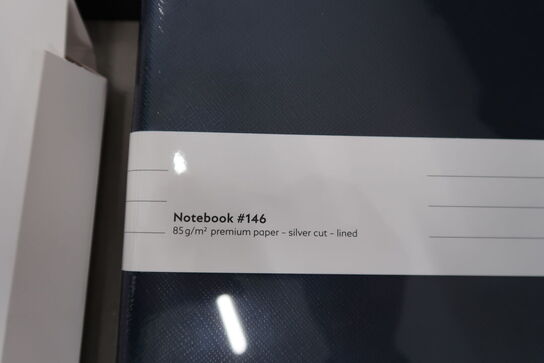 Notebook #146
85g/m² premium paper – silver cut – lined